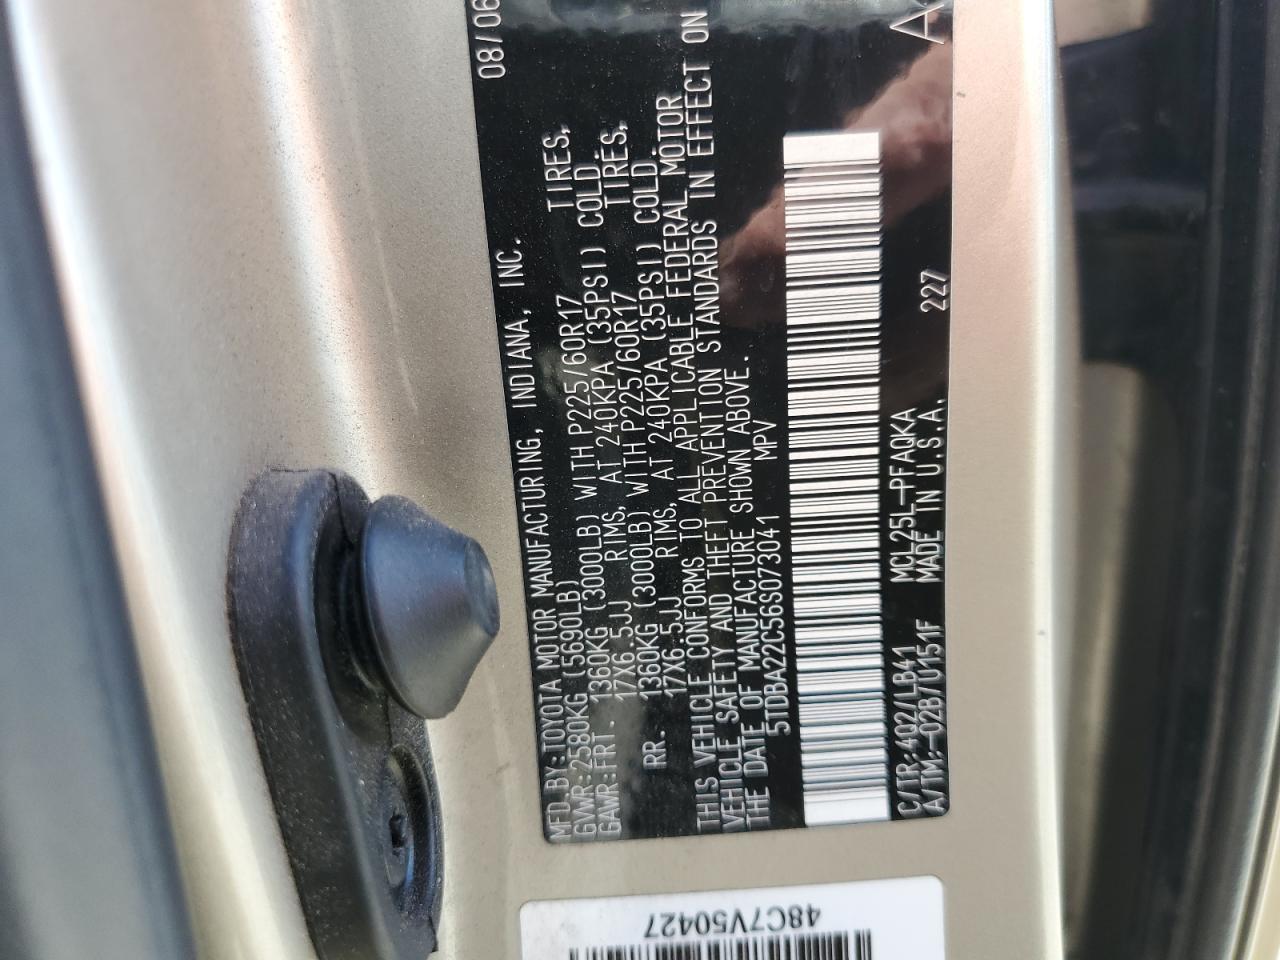 MFD.BY:TOYOTA MOTOR MANUFACTURING, INDIANA, INC. 08/06
GVWR:2580KG (5690LB)
GAWR:FRT. 1360KG (3000LB) WITH P225/60R17 TIRES,
17X6.5JJ RIMS, AT 240KPA (35PSI) COLD.
RR. 1360KG (3000LB) WITH P225/60R17 TIRES,
17X6.5JJ RIMS, AT 240KPA (35PSI) COLD.
THIS VEHICLE CONFORMS TO ALL APPLICABLE FEDERAL MOTOR
VEHICLE SAFETY AND THEFT PREVENTION STANDARDS IN EFFECT ON
THE DATE OF MANUFACTURE SHOWN ABOVE.
5TDBA22C56S073041 MPV
C/TR:4Q2/LB41 MCL25L-PFAQKA
A/TM:-02B/U151F MADE IN U.S.A. 227
48C7V50427